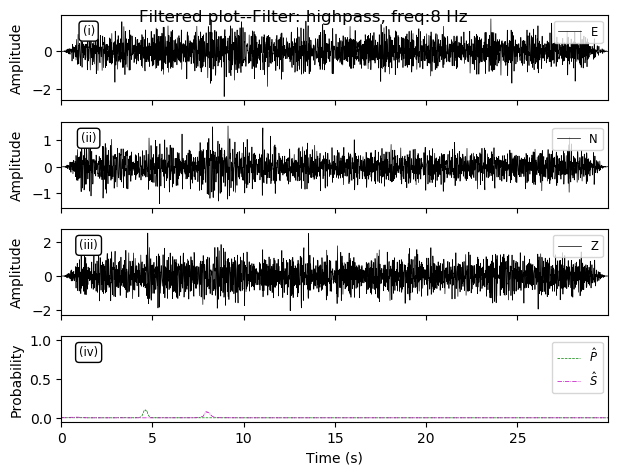 Filtered plot--Filter: highpass, freq:8 Hz
(i)
E
Amplitude
0
−2
(ii)
N
Amplitude
1
0
−1
(iii)
Z
Amplitude
2
0
−2
(iv)
P̂
Ŝ
Probability
1.0
0.5
0.0
0 5 10 15 20 25
Time (s)